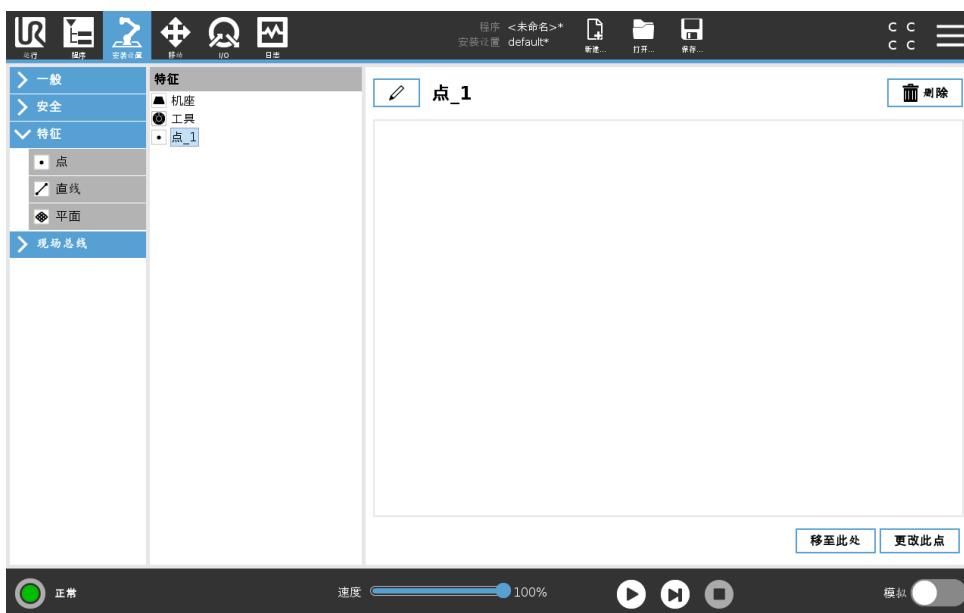 UR
运行 程序 安装设置 移动 I/O 日志
程序 <未命名>*
安装设置 default*
新建... 打开... 保存...
C C
C C
一般
安全
特征
点
直线
平面
现场总线
特征
机座
工具
点_1
点_1
删除
移至此处 更改此点
正常
速度 100%
模拟